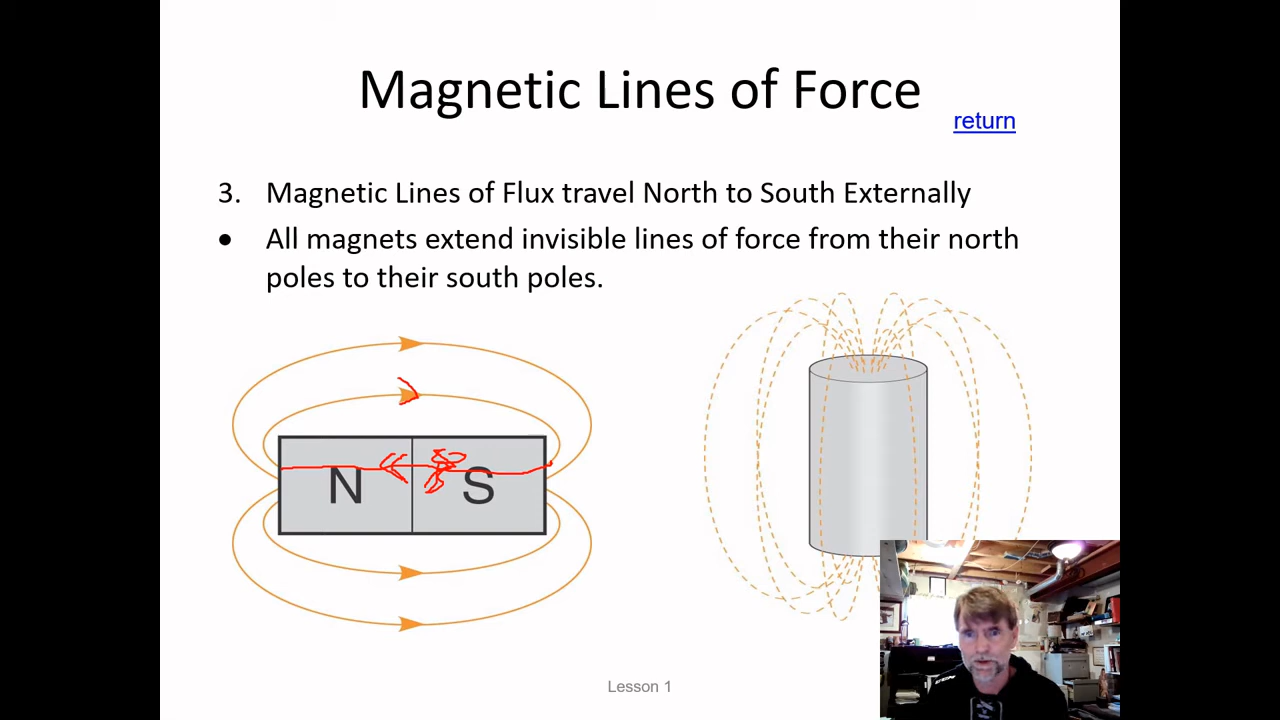 Magnetic Lines of Force
return
3. Magnetic Lines of Flux travel North to South Externally
• All magnets extend invisible lines of force from their north
poles to their south poles.
N S
Lesson 1